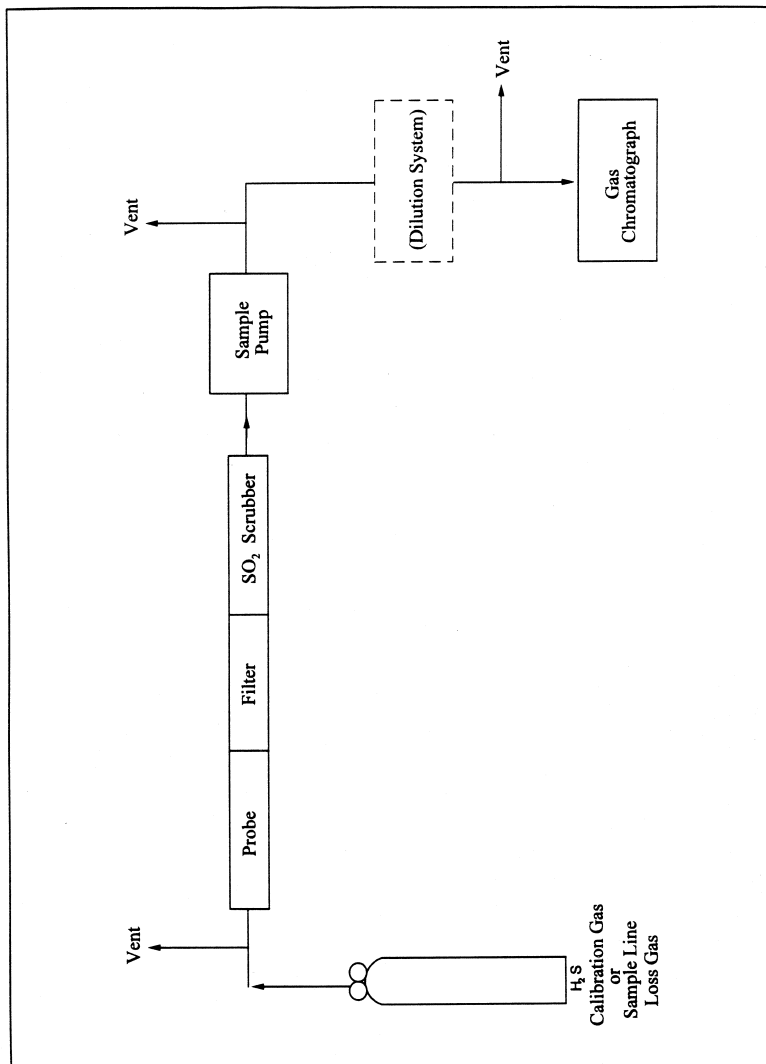 Vent
Probe
Filter
SO₂ Scrubber
Sample
Pump
Vent
(Dilution System)
Vent
Gas
Chromatograph
H₂S
Calibration Gas
or
Sample Line
Loss Gas